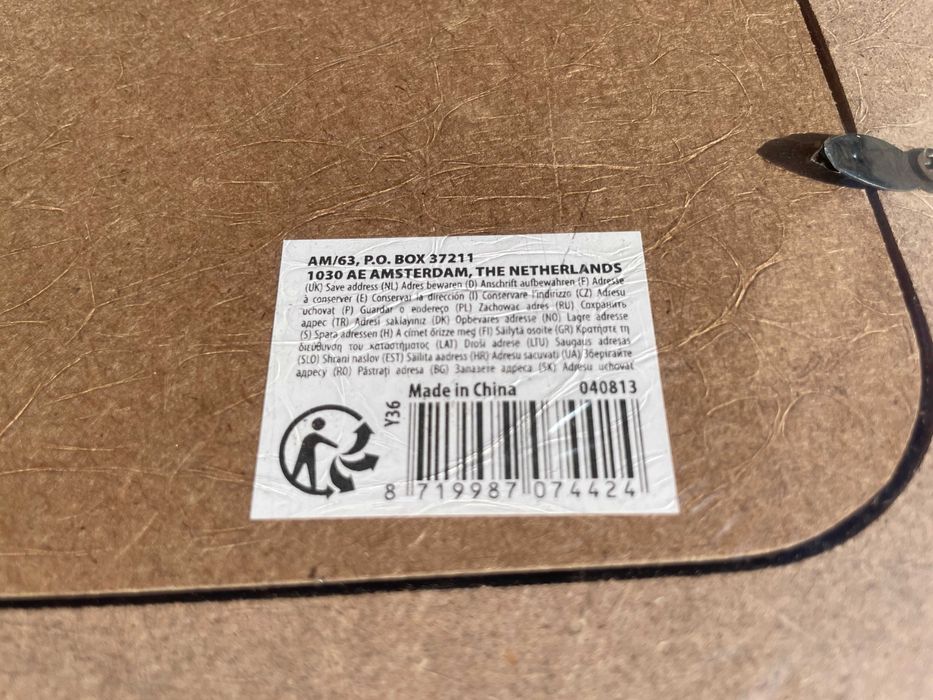 AM/63, P.O. BOX 37211
1030 AE AMSTERDAM, THE NETHERLANDS
(UK) Save address (NL) Adres bewaren (D) Anschrift aufbewahren (F) Adresse
à conserver (E) Conservar la dirección (I) Conservare l'indirizzo (CZ) Adresu
uchovat (P) Guardar o endereço (PL) Zachowac adres (RU) Сохранить
адрес (TR) Adresi saklayiniz (DK) Opbevares adresse (NO) Lagre adresse
(S) Spara adressen (H) A címet őrizze meg (FI) Säilytä osoite (GR) Κρατήστε τη
διεύθυνση του καταστήματος (LAT) Drosi adrese (LTU) Saugaus adresas
(SLO) Shrani naslov (EST) Säilita aadress (HR) Adresu sacuvati (UA) Зберігайте
адресу (RO) Păstrați adresa (BG) Запазете адреса (SK) Adresu uchovať
Made in China 040813
Y36
8 719987 074424